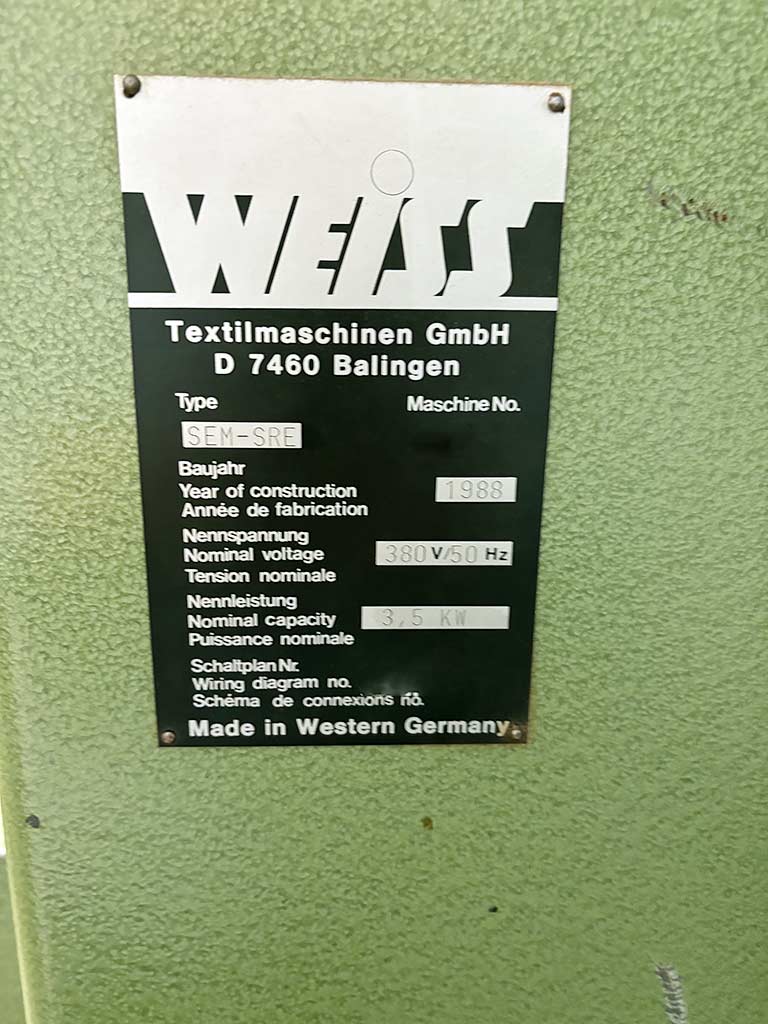 WEiSS
Textilmaschinen GmbH
D 7460 Balingen
Type Maschine No.
SEM-SRE
Baujahr
Year of construction 1988
Année de fabrication
Nennspannung
Nominal voltage 380 V/50 Hz
Tension nominale
Nennleistung
Nominal capacity 3,5 KW
Puissance nominale
Schaltplan Nr.
Wiring diagram no.
Schéma de connexions no.
Made in Western Germany.